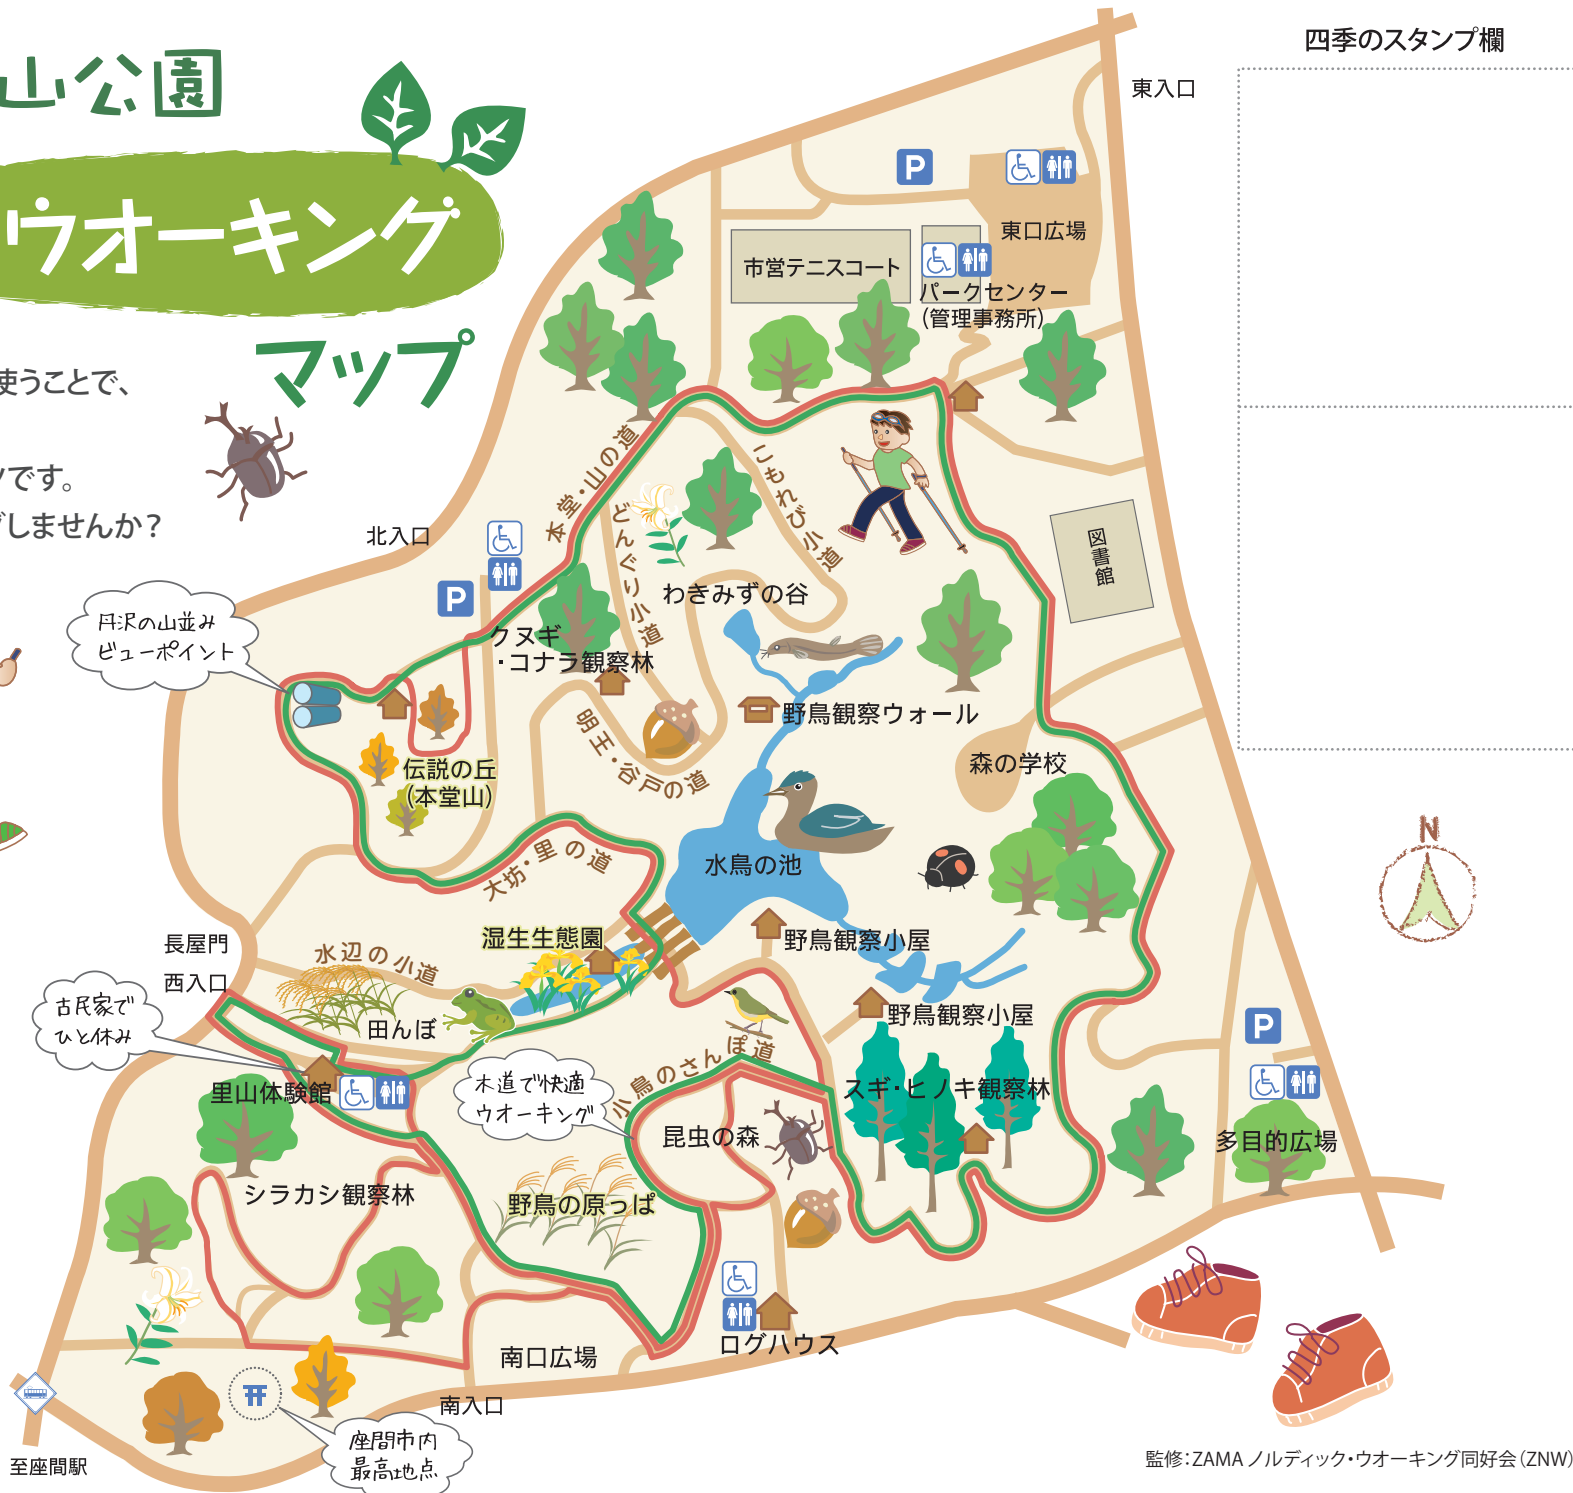 山公園
ウオーキング
マップ
使うことで、
です。
しませんか？
四季のスタンプ欄
東入口
P
東口広場
市営テニスコート
パークセンター
(管理事務所)
本堂・山の道
こもれび小道
どんぐり小道
北入口
P
図書館
わきみずの谷
丹沢の山並み
ビューポイント
クヌギ
・コナラ観察林
明王・谷戸の道
野鳥観察ウォール
森の学校
伝説の丘
(本堂山)
大坊・里の道
水鳥の池
N
長屋門
西入口
水辺の小道
湿生生態園
野鳥観察小屋
古民家で
ひと休み
田んぼ
野鳥観察小屋
P
木道で快適
ウオーキング
小鳥のさんぽ道
里山体験館
スギ・ヒノキ観察林
昆虫の森
多目的広場
シラカシ観察林
野鳥の原っぱ
ログハウス
南口広場
南入口
座間市内
最高地点
至座間駅
監修：ZAMA ノルディック・ウオーキング同好会（ZNW）